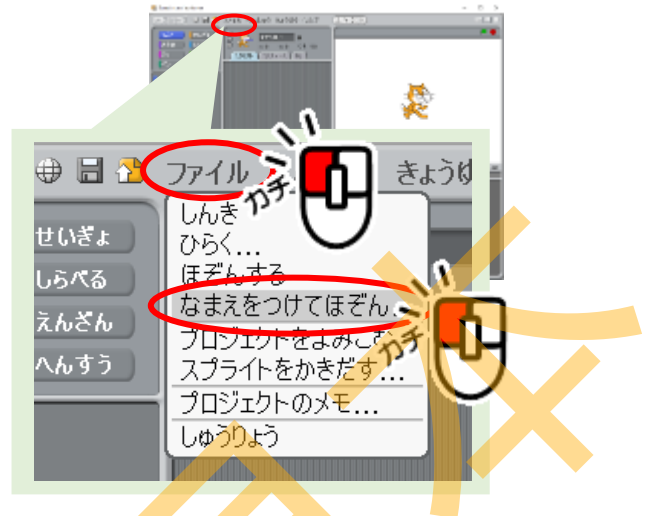 ファイル
きょうゆ
カチ
しんき
ひらく...
ほぞんする
なまえをつけてほぞん
カチ
プロジェクトをよみこむ
スプライトをかきだす...
プロジェクトのメモ...
しゅうりょう
せいぎょ
しらべる
えんざん
へんすう